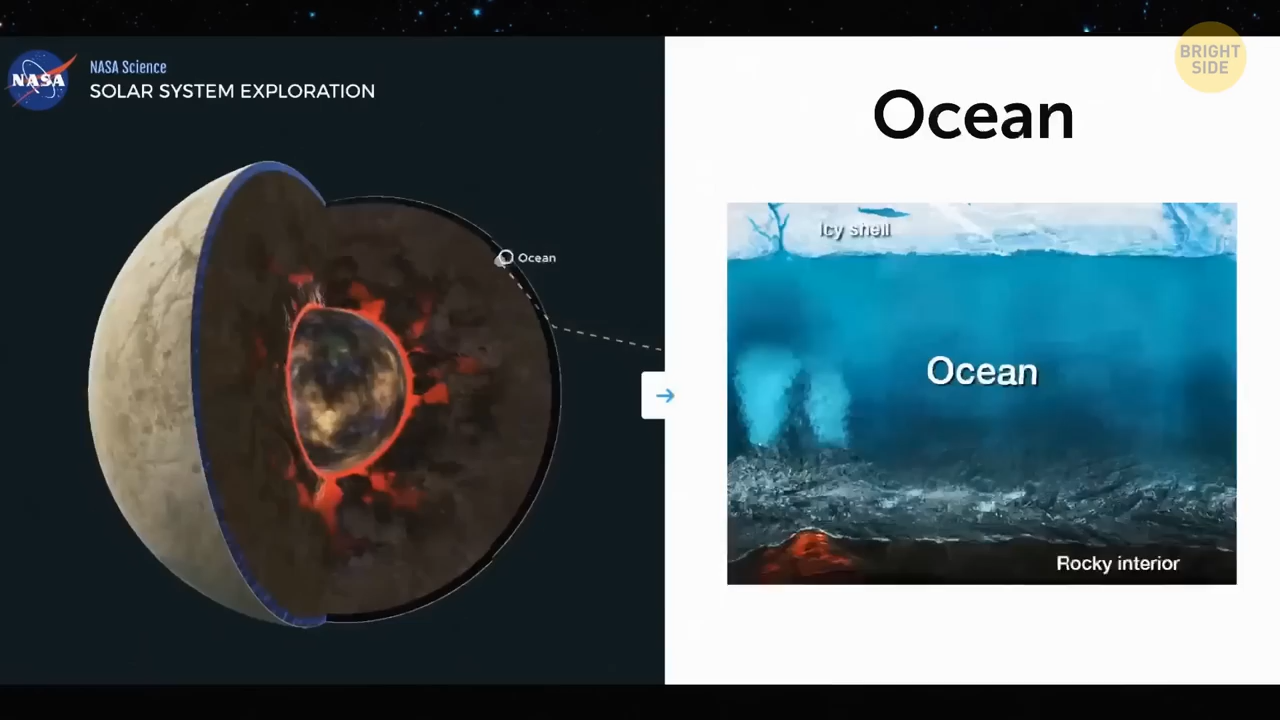 NASA
NASA Science
SOLAR SYSTEM EXPLORATION
Ocean
BRIGHT
SIDE
Ocean
Icy shell
Ocean
Rocky interior